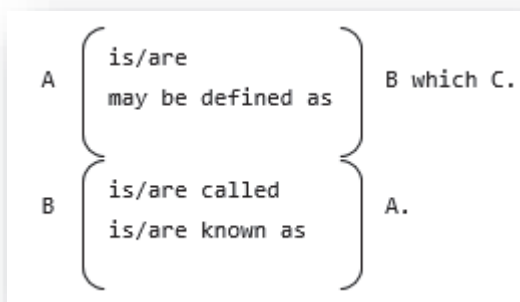 is/are
A may be defined as B which C.
is/are called
B is/are known as A.